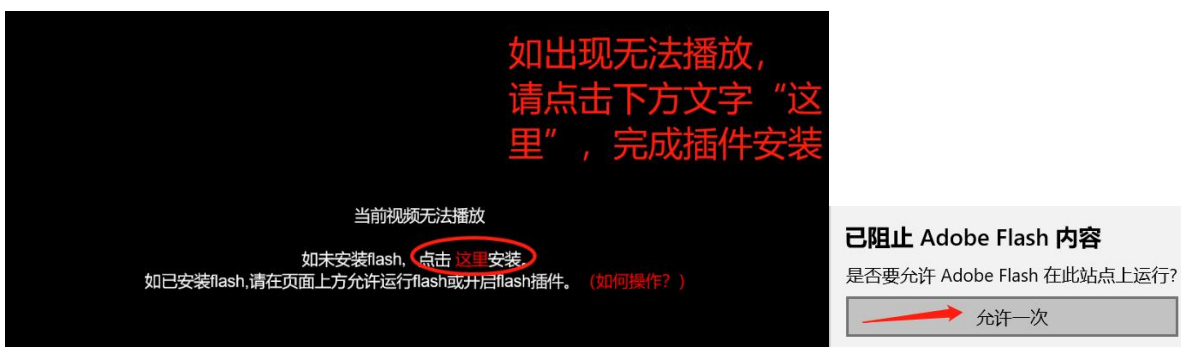 如出现无法播放，
请点击下方文字“这
里”，完成插件安装
当前视频无法播放
如未安装flash, 点击 这里安装。
如已安装flash,请在页面上方允许运行flash或开启flash插件。（如何操作？）
已阻止 Adobe Flash 内容
是否要允许 Adobe Flash 在此站点上运行?
允许一次